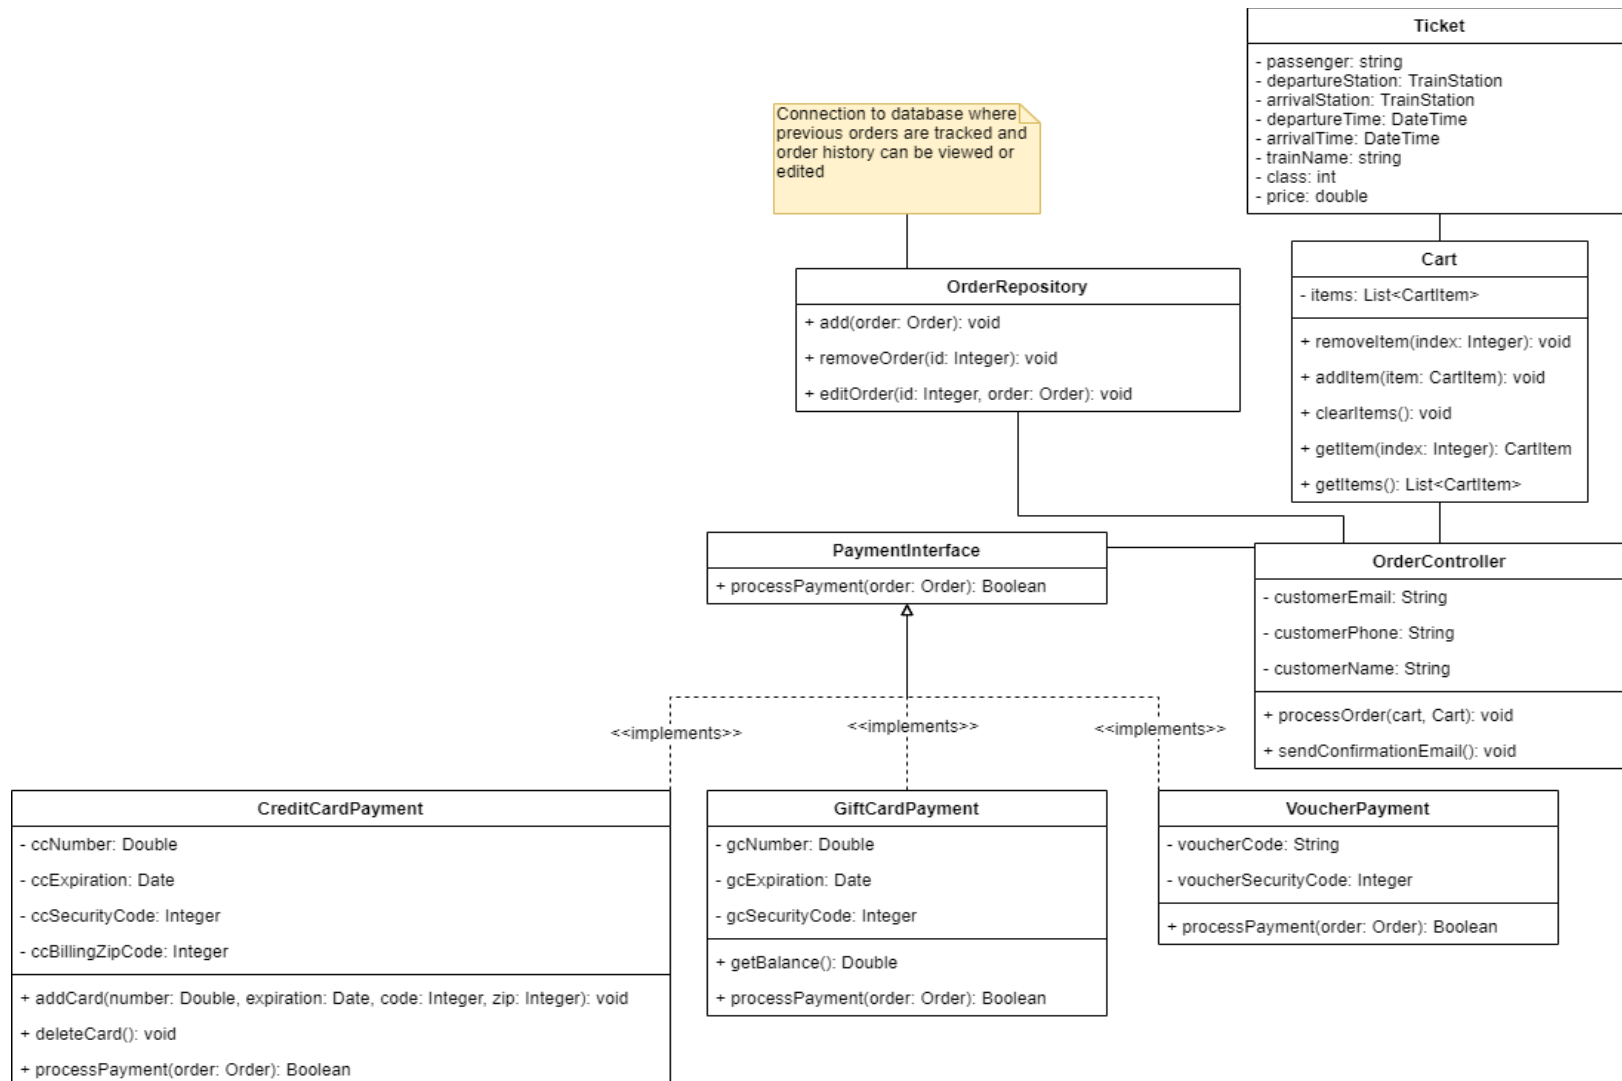 Ticket
- passenger: string
- departureStation: TrainStation
- arrivalStation: TrainStation
- departureTime: DateTime
- arrivalTime: DateTime
- trainName: string
- class: int
- price: double
Connection to database where
previous orders are tracked and
order history can be viewed or
edited
OrderRepository
+ add(order: Order): void
+ removeOrder(id: Integer): void
+ editOrder(id: Integer, order: Order): void
Cart
- items: List<CartItem>
+ removeItem(index: Integer): void
+ addItem(item: CartItem): void
+ clearItems(): void
+ getItem(index: Integer): CartItem
+ getItems(): List<CartItem>
PaymentInterface
+ processPayment(order: Order): Boolean
OrderController
- customerEmail: String
- customerPhone: String
- customerName: String
+ processOrder(cart, Cart): void
+ sendConfirmationEmail(): void
<<implements>>
<<implements>>
<<implements>>
CreditCardPayment
- ccNumber: Double
- ccExpiration: Date
- ccSecurityCode: Integer
- ccBillingZipCode: Integer
+ addCard(number: Double, expiration: Date, code: Integer, zip: Integer): void
+ deleteCard(): void
+ processPayment(order: Order): Boolean
GiftCardPayment
- gcNumber: Double
- gcExpiration: Date
- gcSecurityCode: Integer
+ getBalance(): Double
+ processPayment(order: Order): Boolean
VoucherPayment
- voucherCode: String
- voucherSecurityCode: Integer
+ processPayment(order: Order): Boolean